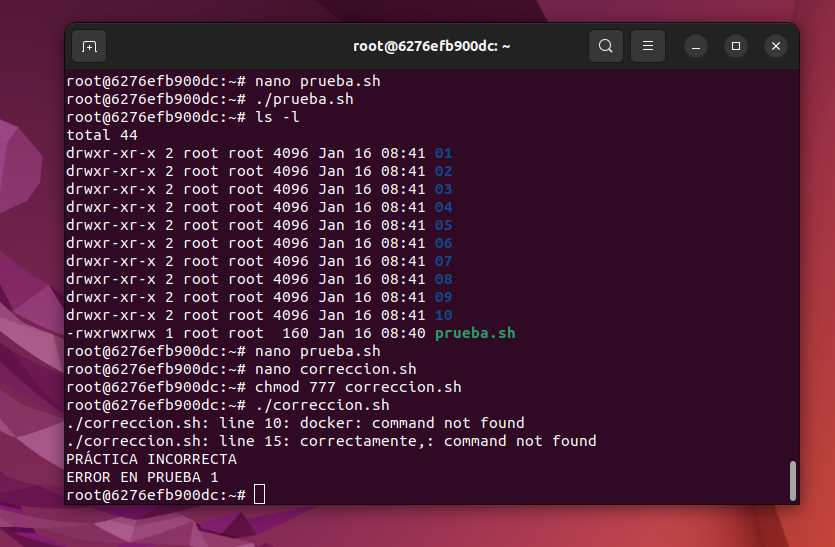 root@6276efb900dc: ~
root@6276efb900dc:~# nano prueba.sh
root@6276efb900dc:~# ./prueba.sh
root@6276efb900dc:~# ls -l
total 44
drwxr-xr-x 2 root root 4096 Jan 16 08:41 01
drwxr-xr-x 2 root root 4096 Jan 16 08:41 02
drwxr-xr-x 2 root root 4096 Jan 16 08:41 03
drwxr-xr-x 2 root root 4096 Jan 16 08:41 04
drwxr-xr-x 2 root root 4096 Jan 16 08:41 05
drwxr-xr-x 2 root root 4096 Jan 16 08:41 06
drwxr-xr-x 2 root root 4096 Jan 16 08:41 07
drwxr-xr-x 2 root root 4096 Jan 16 08:41 08
drwxr-xr-x 2 root root 4096 Jan 16 08:41 09
drwxr-xr-x 2 root root 4096 Jan 16 08:41 10
-rwxrwxrwx 1 root root  160 Jan 16 08:40 prueba.sh
root@6276efb900dc:~# nano prueba.sh
root@6276efb900dc:~# nano correccion.sh
root@6276efb900dc:~# chmod 777 correccion.sh
root@6276efb900dc:~# ./correccion.sh
./correccion.sh: line 10: docker: command not found
./correccion.sh: line 15: correctamente,: command not found
PRÁCTICA INCORRECTA
ERROR EN PRUEBA 1
root@6276efb900dc:~#